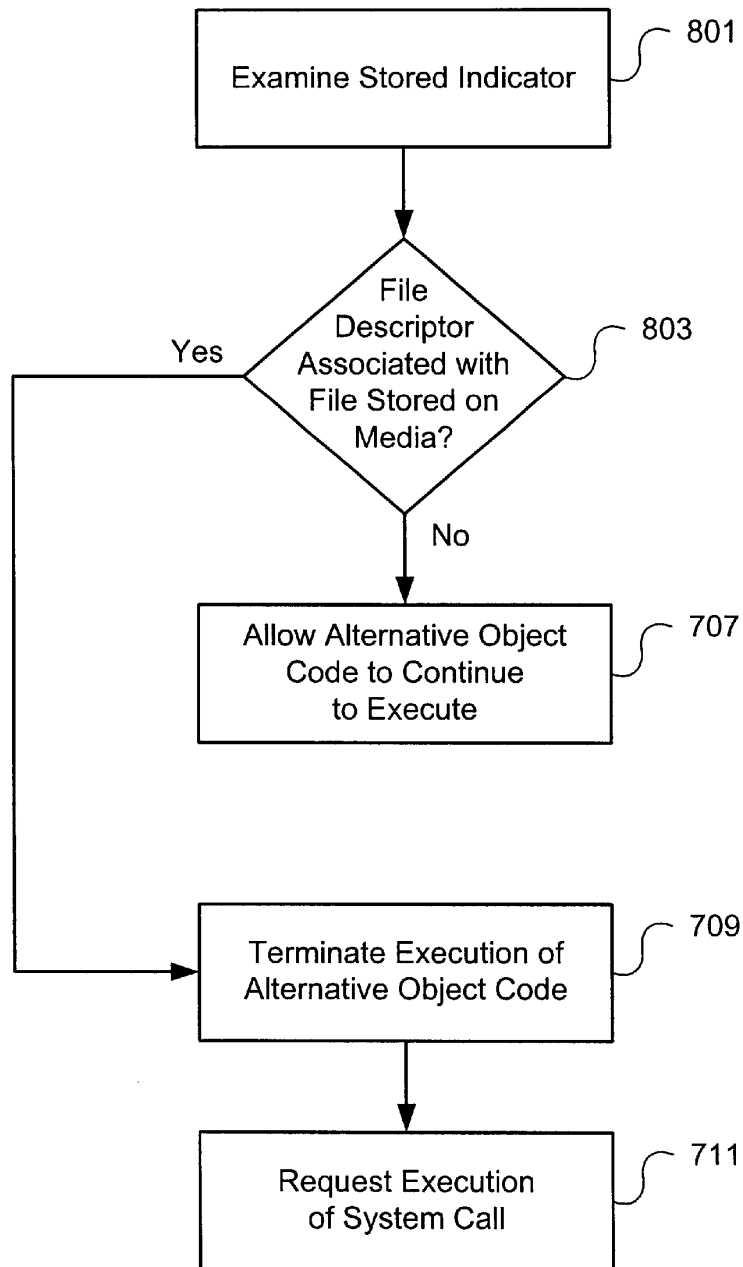 801
Examine Stored Indicator
File
Descriptor
Associated with
File Stored on
Media?
803
Yes
No
707
Allow Alternative Object
Code to Continue
to Execute
709
Terminate Execution of
Alternative Object Code
711
Request Execution
of System Call